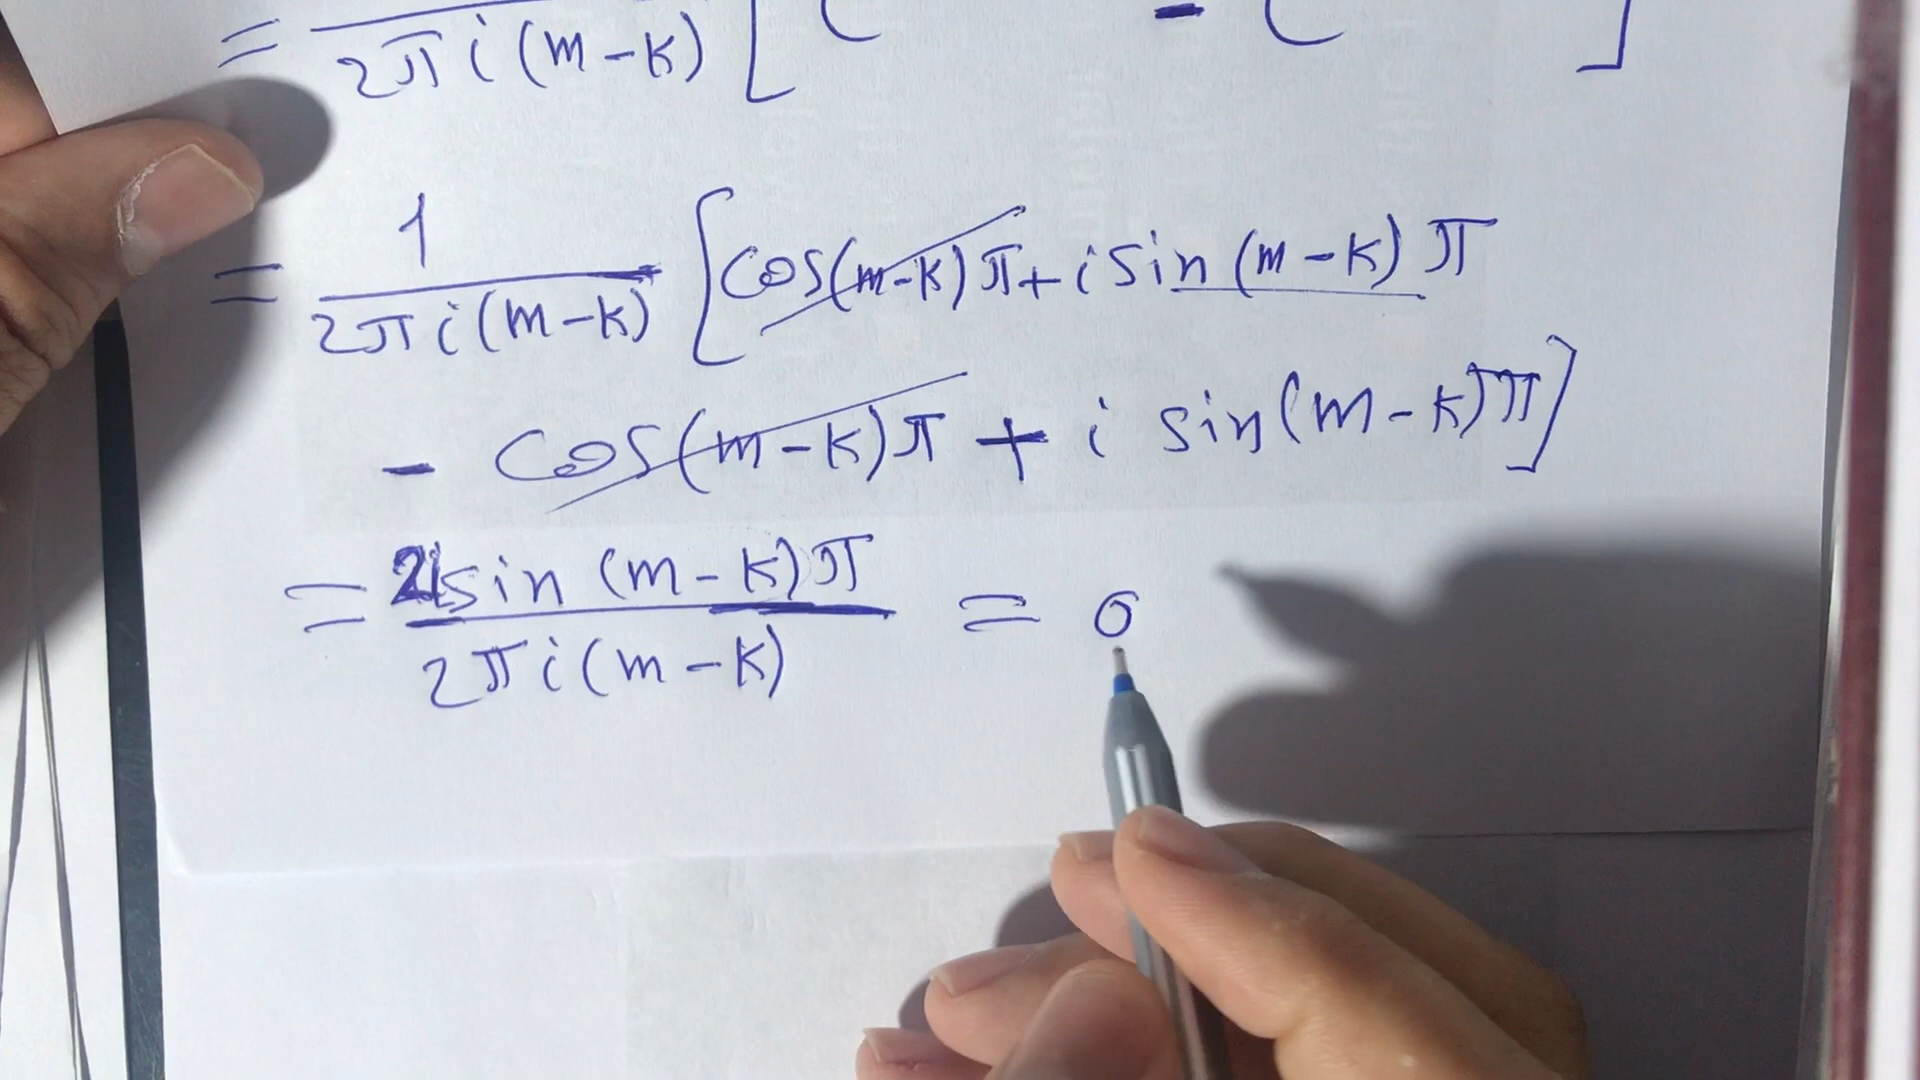 = 2πi(m-k) [ ( - ( ]
= 1/2πi(m-k) [cos(m-k)π + i sin(m-k)π
- cos(m-k)π + i sin(m-k)π]
= 2i sin(m-k)π / 2πi(m-k) = 0